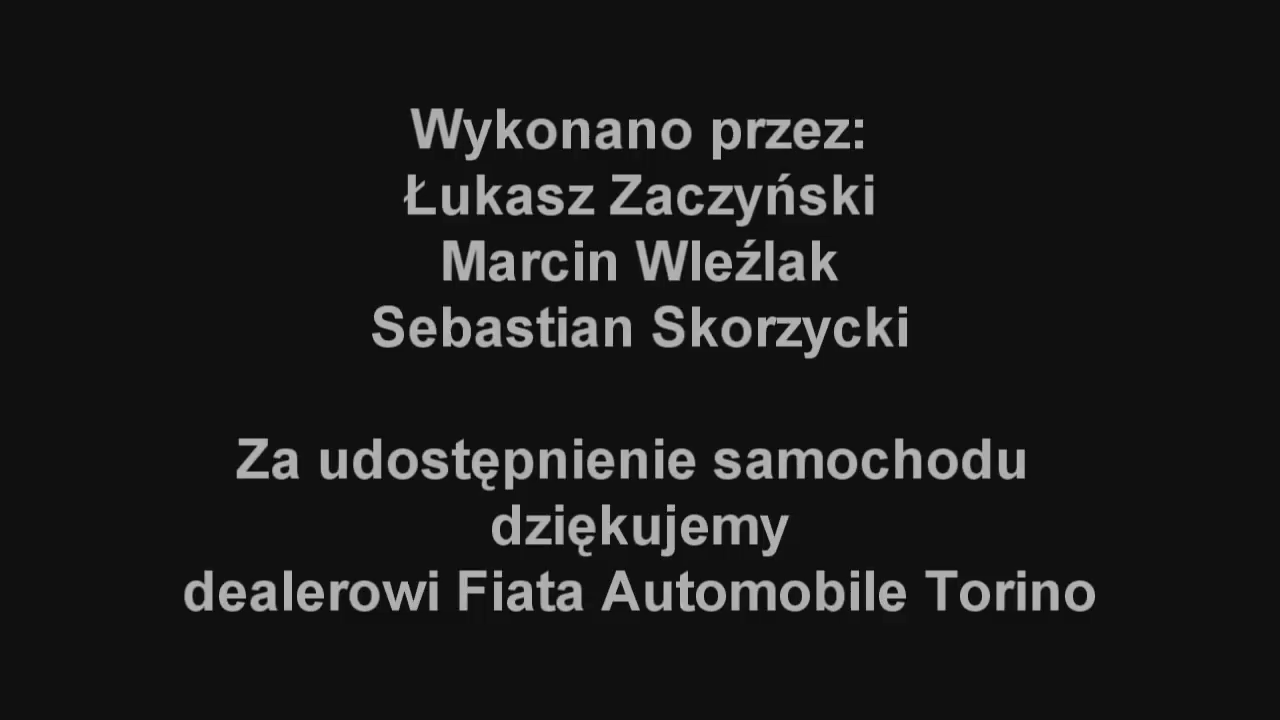 Wykonano przez:
Łukasz Zaczyński
Marcin Wleźlak
Sebastian Skorzycki
Za udostępnienie samochodu
dziękujemy
dealerowi Fiata Automobile Torino